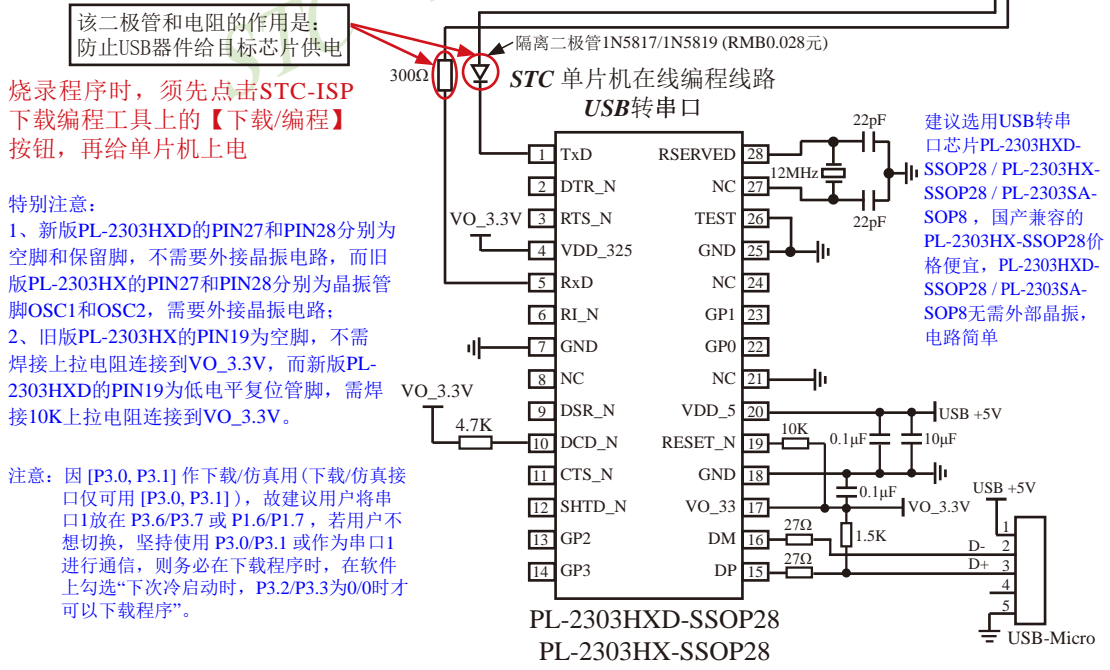 该二极管和电阻的作用是:
防止USB器件给目标芯片供电
隔离二极管1N5817/1N5819 (RMB0.028元)
300Ω
STC 单片机在线编程线路
USB转串口
烧录程序时，须先点击STC-ISP
下载编程工具上的【下载/编程】
按钮，再给单片机上电
特别注意：
1、新版PL-2303HXD的PIN27和PIN28分别为
空脚和保留脚，不需要外接晶振电路，而旧
版PL-2303HX的PIN27和PIN28分别为晶振管
脚OSC1和OSC2，需要外接晶振电路；
2、旧版PL-2303HX的PIN19为空脚，不需
焊接上拉电阻连接到VO_3.3V，而新版PL-
2303HXD的PIN19为低电平复位管脚，需焊
接10K上拉电阻连接到VO_3.3V。
注意：因 [P3.0, P3.1] 作下载/仿真用(下载/仿真接
口仅可用 [P3.0, P3.1] )，故建议用户将串
口1放在 P3.6/P3.7 或 P1.6/P1.7 ，若用户不
想切换，坚持使用 P3.0/P3.1 或作为串口1
进行通信，则务必在下载程序时，在软件
上勾选“下次冷启动时，P3.2/P3.3为0/0时才
可以下载程序”。
VO_3.3V
VO_3.3V
4.7K
1 TxD
2 DTR_N
3 RTS_N
4 VDD_325
5 RxD
6 RI_N
7 GND
8 NC
9 DSR_N
10 DCD_N
11 CTS_N
12 SHTD_N
13 GP2
14 GP3
RSERVED 28
NC 27
TEST 26
GND 25
NC 24
GP1 23
GP0 22
NC 21
VDD_5 20
RESET_N 19
GND 18
VO_33 17
DM 16
DP 15
PL-2303HXD-SSOP28
PL-2303HX-SSOP28
22pF
12MHz
22pF
USB +5V
10K
0.1μF
10μF
0.1μF
VO_3.3V
27Ω
1.5K
27Ω
USB +5V
D-
D+
1
2
3
4
5
USB-Micro
建议选用USB转串
口芯片PL-2303HXD-
SSOP28 / PL-2303HX-
SSOP28 / PL-2303SA-
SOP8 ，国产兼容的
PL-2303HX-SSOP28价
格便宜，PL-2303HXD-
SSOP28 / PL-2303SA-
SOP8无需外部晶振，
电路简单
STC